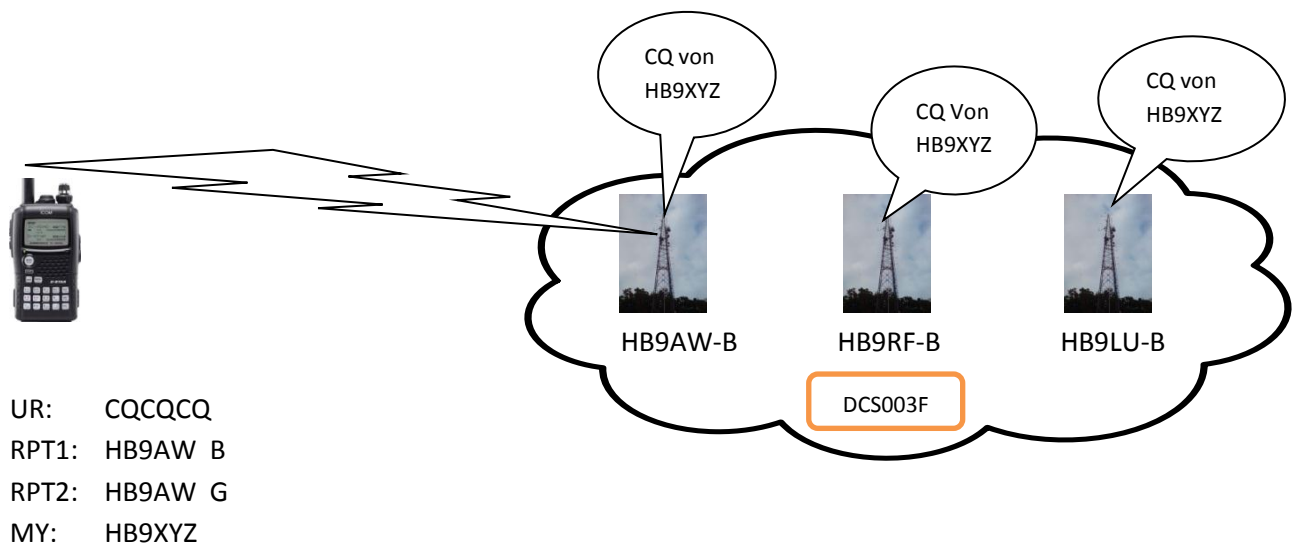 CQ von
HB9XYZ
CQ Von
HB9XYZ
CQ von
HB9XYZ
HB9AW-B
HB9RF-B
HB9LU-B
DCS003F
UR: CQCQCQ
RPT1: HB9AW B
RPT2: HB9AW G
MY: HB9XYZ